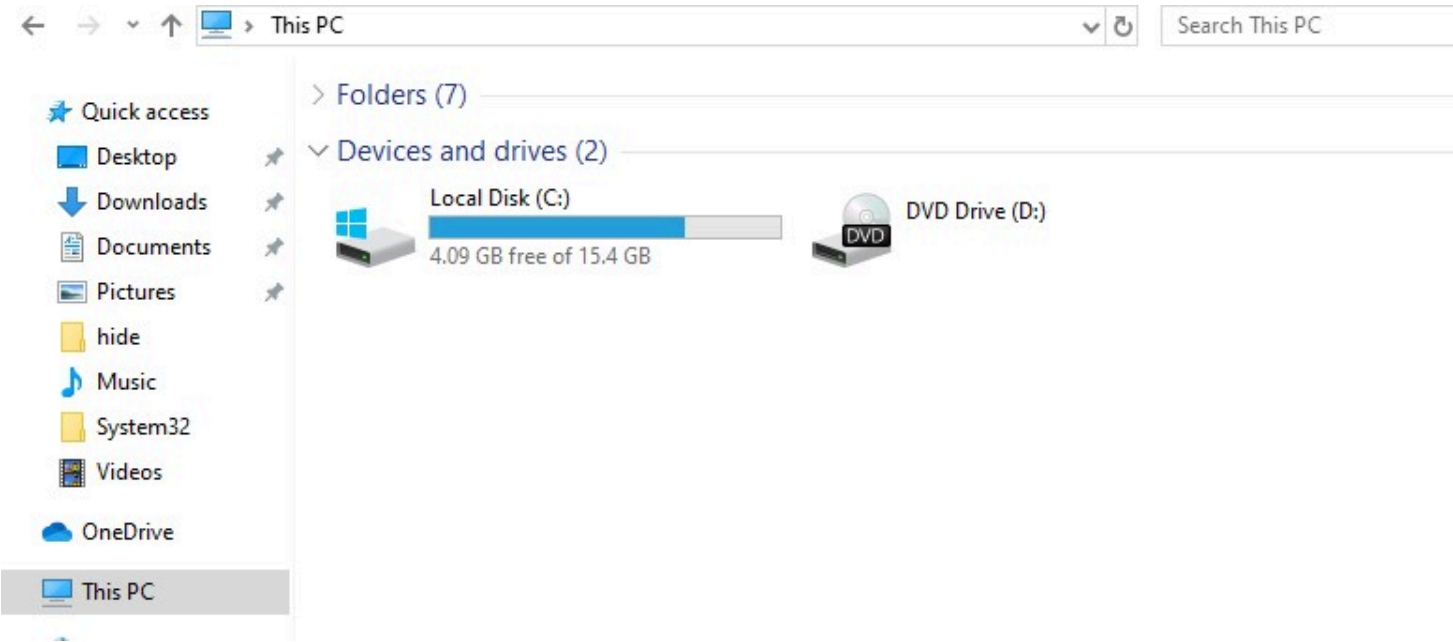 This PC
Search This PC
Quick access
Desktop
Downloads
Documents
Pictures
hide
Music
System32
Videos
OneDrive
This PC
Folders (7)
Devices and drives (2)
Local Disk (C:)
4.09 GB free of 15.4 GB
DVD
DVD Drive (D:)